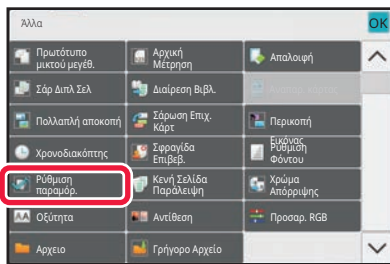 Άλλα
OK
Πρωτότυπο
μικτού μεγέθ.
Αρχική
Μέτρηση
Απαλοιφή
Σάρ Διπλ Σελ
Διαίρεση Βιβλ.
Πολλαπλή αποκοπή
Σάρωση Επιχ.
Κάρτ
Περικοπή
Χρονοδιακόπτης
Σφραγίδα
Επιβεβ.
Εικόνας
Ρύθμιση
Φόντου
Ρύθμιση
παραμόρ.
Κενή Σελίδα
Παράλειψη
Χρώμα
Απόρριψης
AA Οξύτητα
Αντίθεση
Προσαρ. RGB
Αρχειο
Γρήγορο Αρχείο